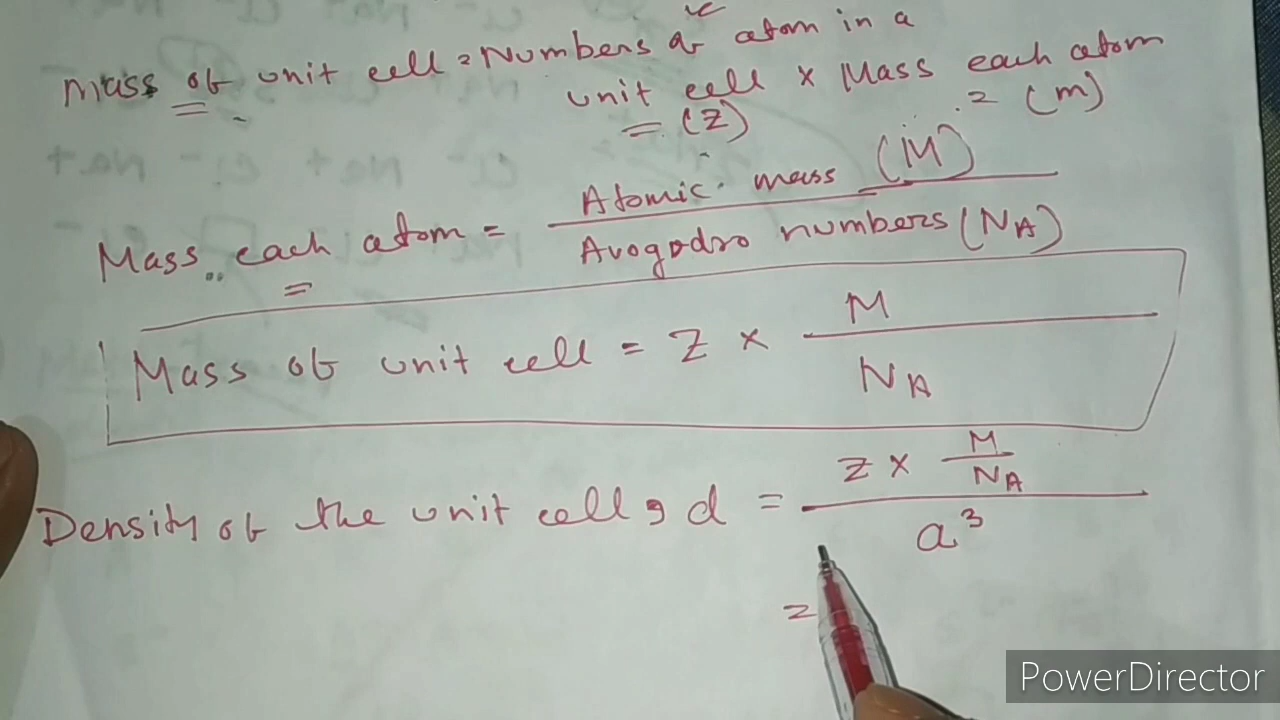 Mass of unit cell = Numbers of atom in a
unit cell × Mass each atom
= (Z) = (m)
Mass each atom = Atomic mass (M) / Avogadro numbers (NA)
Mass of unit cell = Z × M / NA
Density of the unit cell, d = Z × M / NA / a³
=
PowerDirector